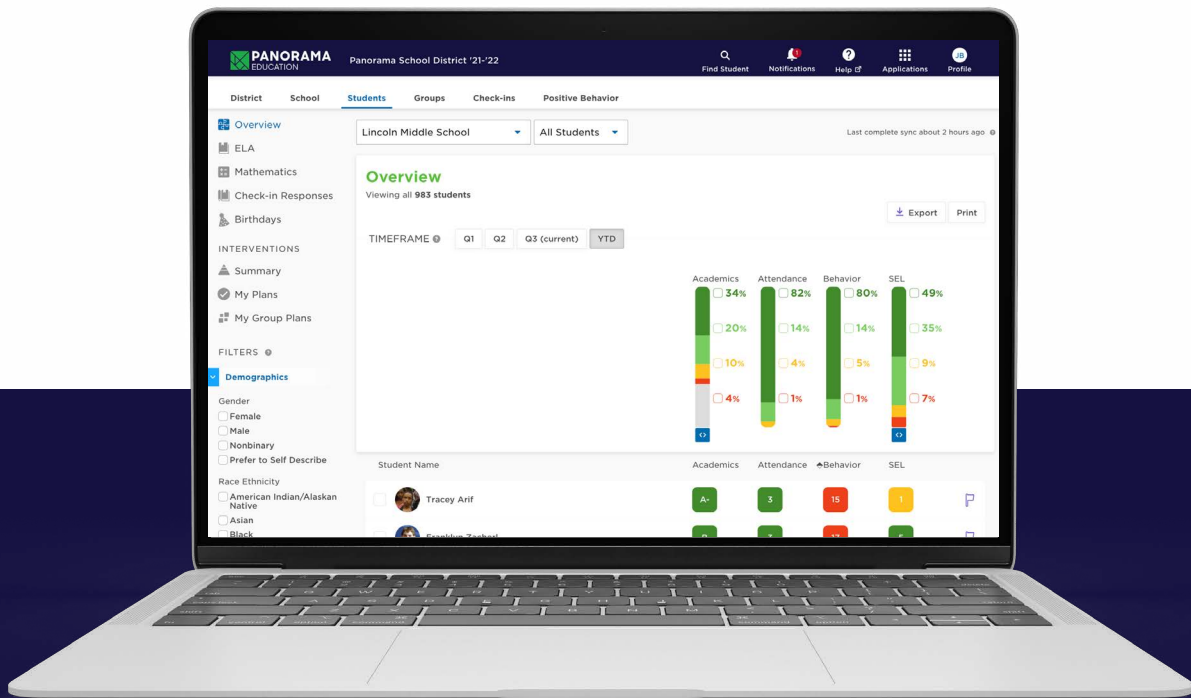 PANORAMA
EDUCATION
Panorama School District '21-'22
Find Student
1
Notifications
?
Help
Applications
JB
Profile
District School Students Groups Check-ins Positive Behavior
Overview
ELA
Mathematics
Check-in Responses
Birthdays
INTERVENTIONS
Summary
My Plans
My Group Plans
FILTERS
Demographics
Gender
Female
Male
Nonbinary
Prefer to Self Describe
Race Ethnicity
American Indian/Alaskan
Native
Asian
Black
Lincoln Middle School All Students
Last complete sync about 2 hours ago
Overview
Viewing all 983 students
Export Print
TIMEFRAME Q1 Q2 Q3 (current) YTD
Academics Attendance Behavior SEL
34% 82% 80% 49%
20% 14% 14% 35%
10% 4% 5% 9%
4% 1% 1% 7%
Student Name Academics Attendance Behavior SEL
Tracey Arif A- 3 15 1